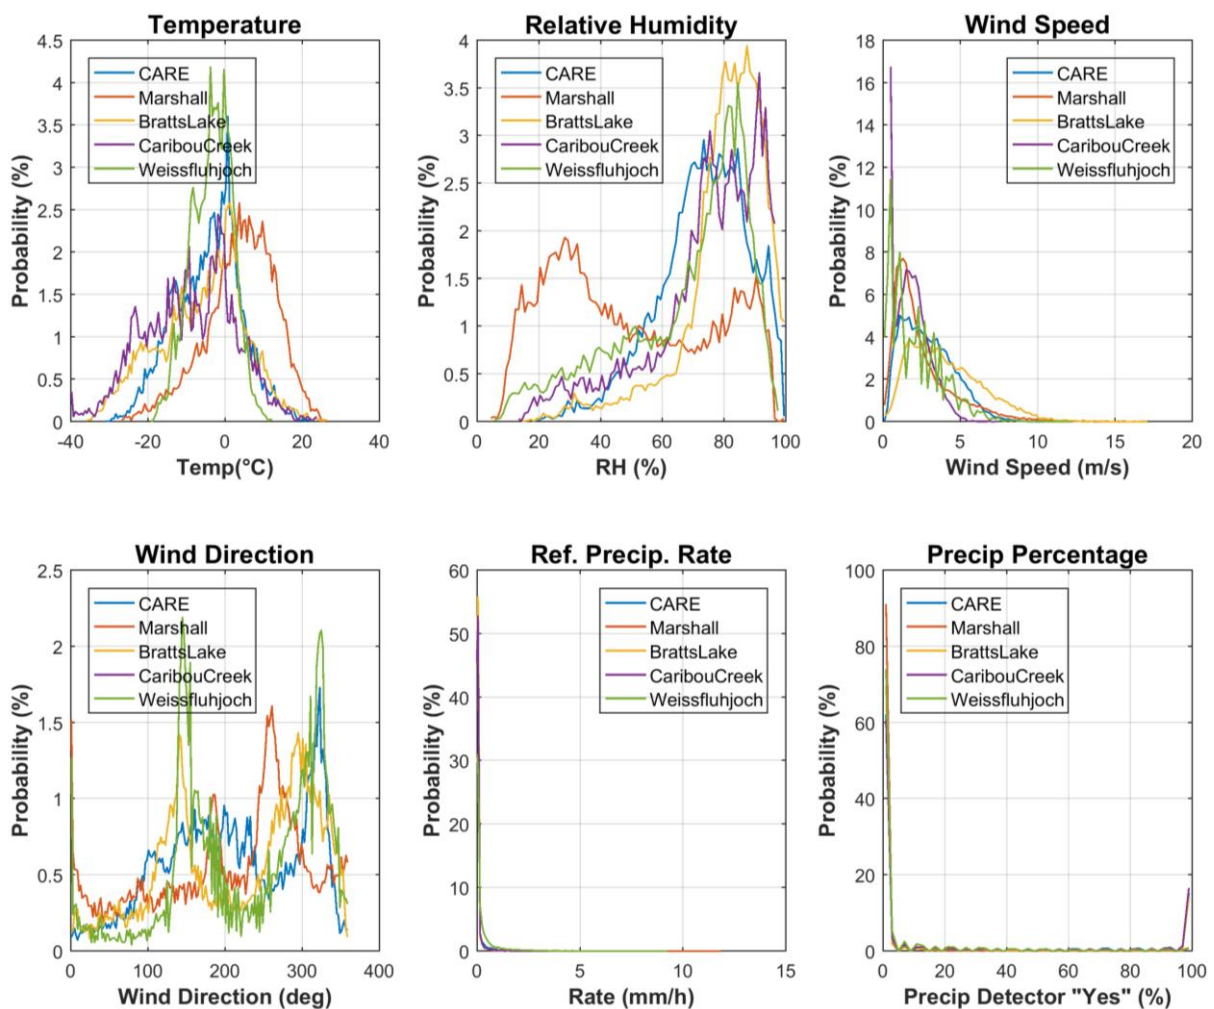 Temperature
4.5
4
3.5
3
2.5
2
1.5
1
0.5
0
-40
-20
0
20
40
Probability (%)
Temp(°C)
CARE
Marshall
BrattsLake
CaribouCreek
Weissfluhjoch
Relative Humidity
4
3.5
3
2.5
2
1.5
1
0.5
0
0
20
40
60
80
100
Probability (%)
RH (%)
CARE
Marshall
BrattsLake
CaribouCreek
Weissfluhjoch
Wind Speed
18
16
14
12
10
8
6
4
2
0
0
5
10
15
20
Probability (%)
Wind Speed (m/s)
CARE
Marshall
BrattsLake
CaribouCreek
Weissfluhjoch
Wind Direction
2.5
2
1.5
1
0.5
0
0
100
200
300
400
Probability (%)
Wind Direction (deg)
CARE
Marshall
BrattsLake
CaribouCreek
Weissfluhjoch
Ref. Precip. Rate
60
50
40
30
20
10
0
0
5
10
15
Probability (%)
Rate (mm/h)
CARE
Marshall
BrattsLake
CaribouCreek
Weissfluhjoch
Precip Percentage
100
80
60
40
20
0
0
20
40
60
80
100
Probability (%)
Precip Detector "Yes" (%)
CARE
Marshall
BrattsLake
CaribouCreek
Weissfluhjoch